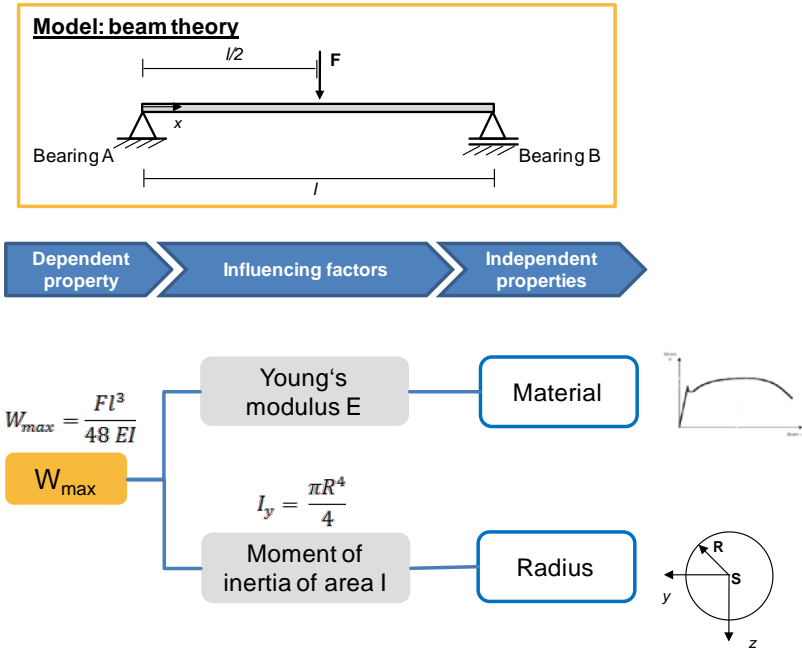 Model: beam theory
l/2
F
x
Bearing A
Bearing B
l
Dependent property
Influencing factors
Independent properties
Young's modulus E
Material
W_max = Fl³ / 48 EI
W_max
I_y = πR⁴ / 4
Moment of inertia of area I
Radius
R
S
y
z